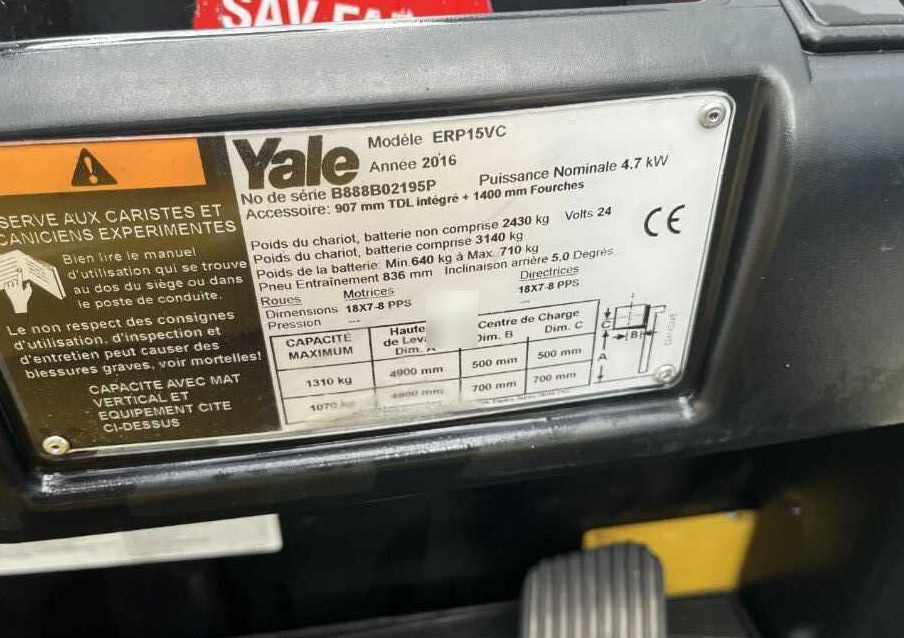 SAV
SERVE AUX CARISTES ET
CANICIENS EXPERIMENTES
Bien lire le manuel
d'utilisation qui se trouve
au dos du siège ou dans
le poste de conduite.
Le non respect des consignes
d'utilisation, d'inspection et
d'entretien peut causer des
blessures graves, voir mortelles!
CAPACITE AVEC MAT
VERTICAL ET
EQUIPEMENT CITE
CI-DESSUS
Yale
Modèle ERP15VC
Année 2016
No de série B888B02195P
Puissance Nominale 4.7 kW
Accessoire: 907 mm TDL intégré + 1400 mm Fourches
Poids du chariot, batterie non comprise 2430 kg Volts 24
Poids du chariot, batterie comprise 3140 kg
Poids de la batterie: Min.640 kg à Max. 710 kg
Pneu Entraînement 836 mm Inclinaison arrière 5.0 Degrés
Roues Motrices Directrices
Dimensions 18X7-8 PPS 18X7-8 PPS
Pression ---  ---
CE
CAPACITE MAXIMUM Haute de Dim. Centre de Charge Dim. B Dim. C
1310 kg 4900 mm 500 mm 500 mm
1070 kg 4900 mm 700 mm 700 mm
C
B
A